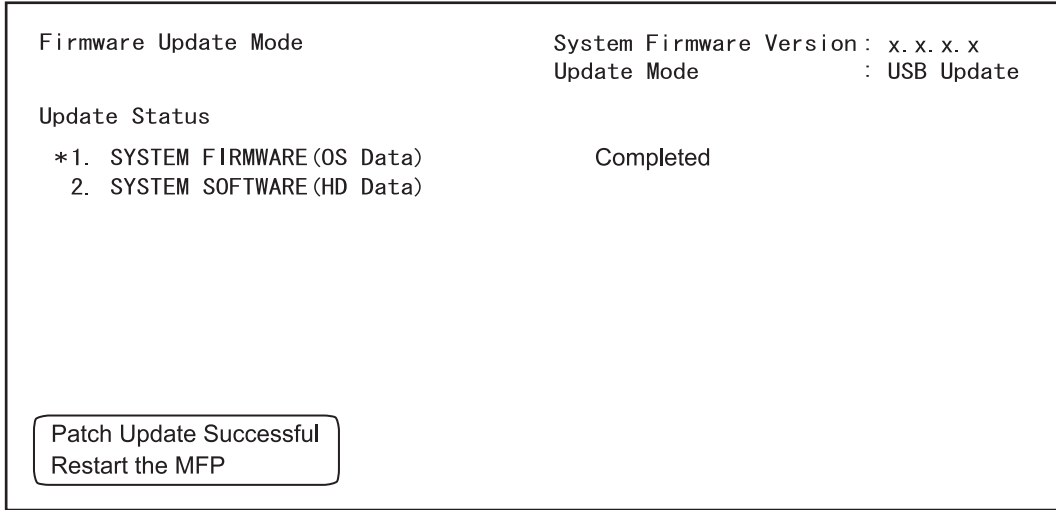 Firmware Update Mode System Firmware Version: x.x.x.x
Update Mode : USB Update
Update Status
*1. SYSTEM FIRMWARE(OS Data) Completed
2. SYSTEM SOFTWARE(HD Data)
Patch Update Successful
Restart the MFP